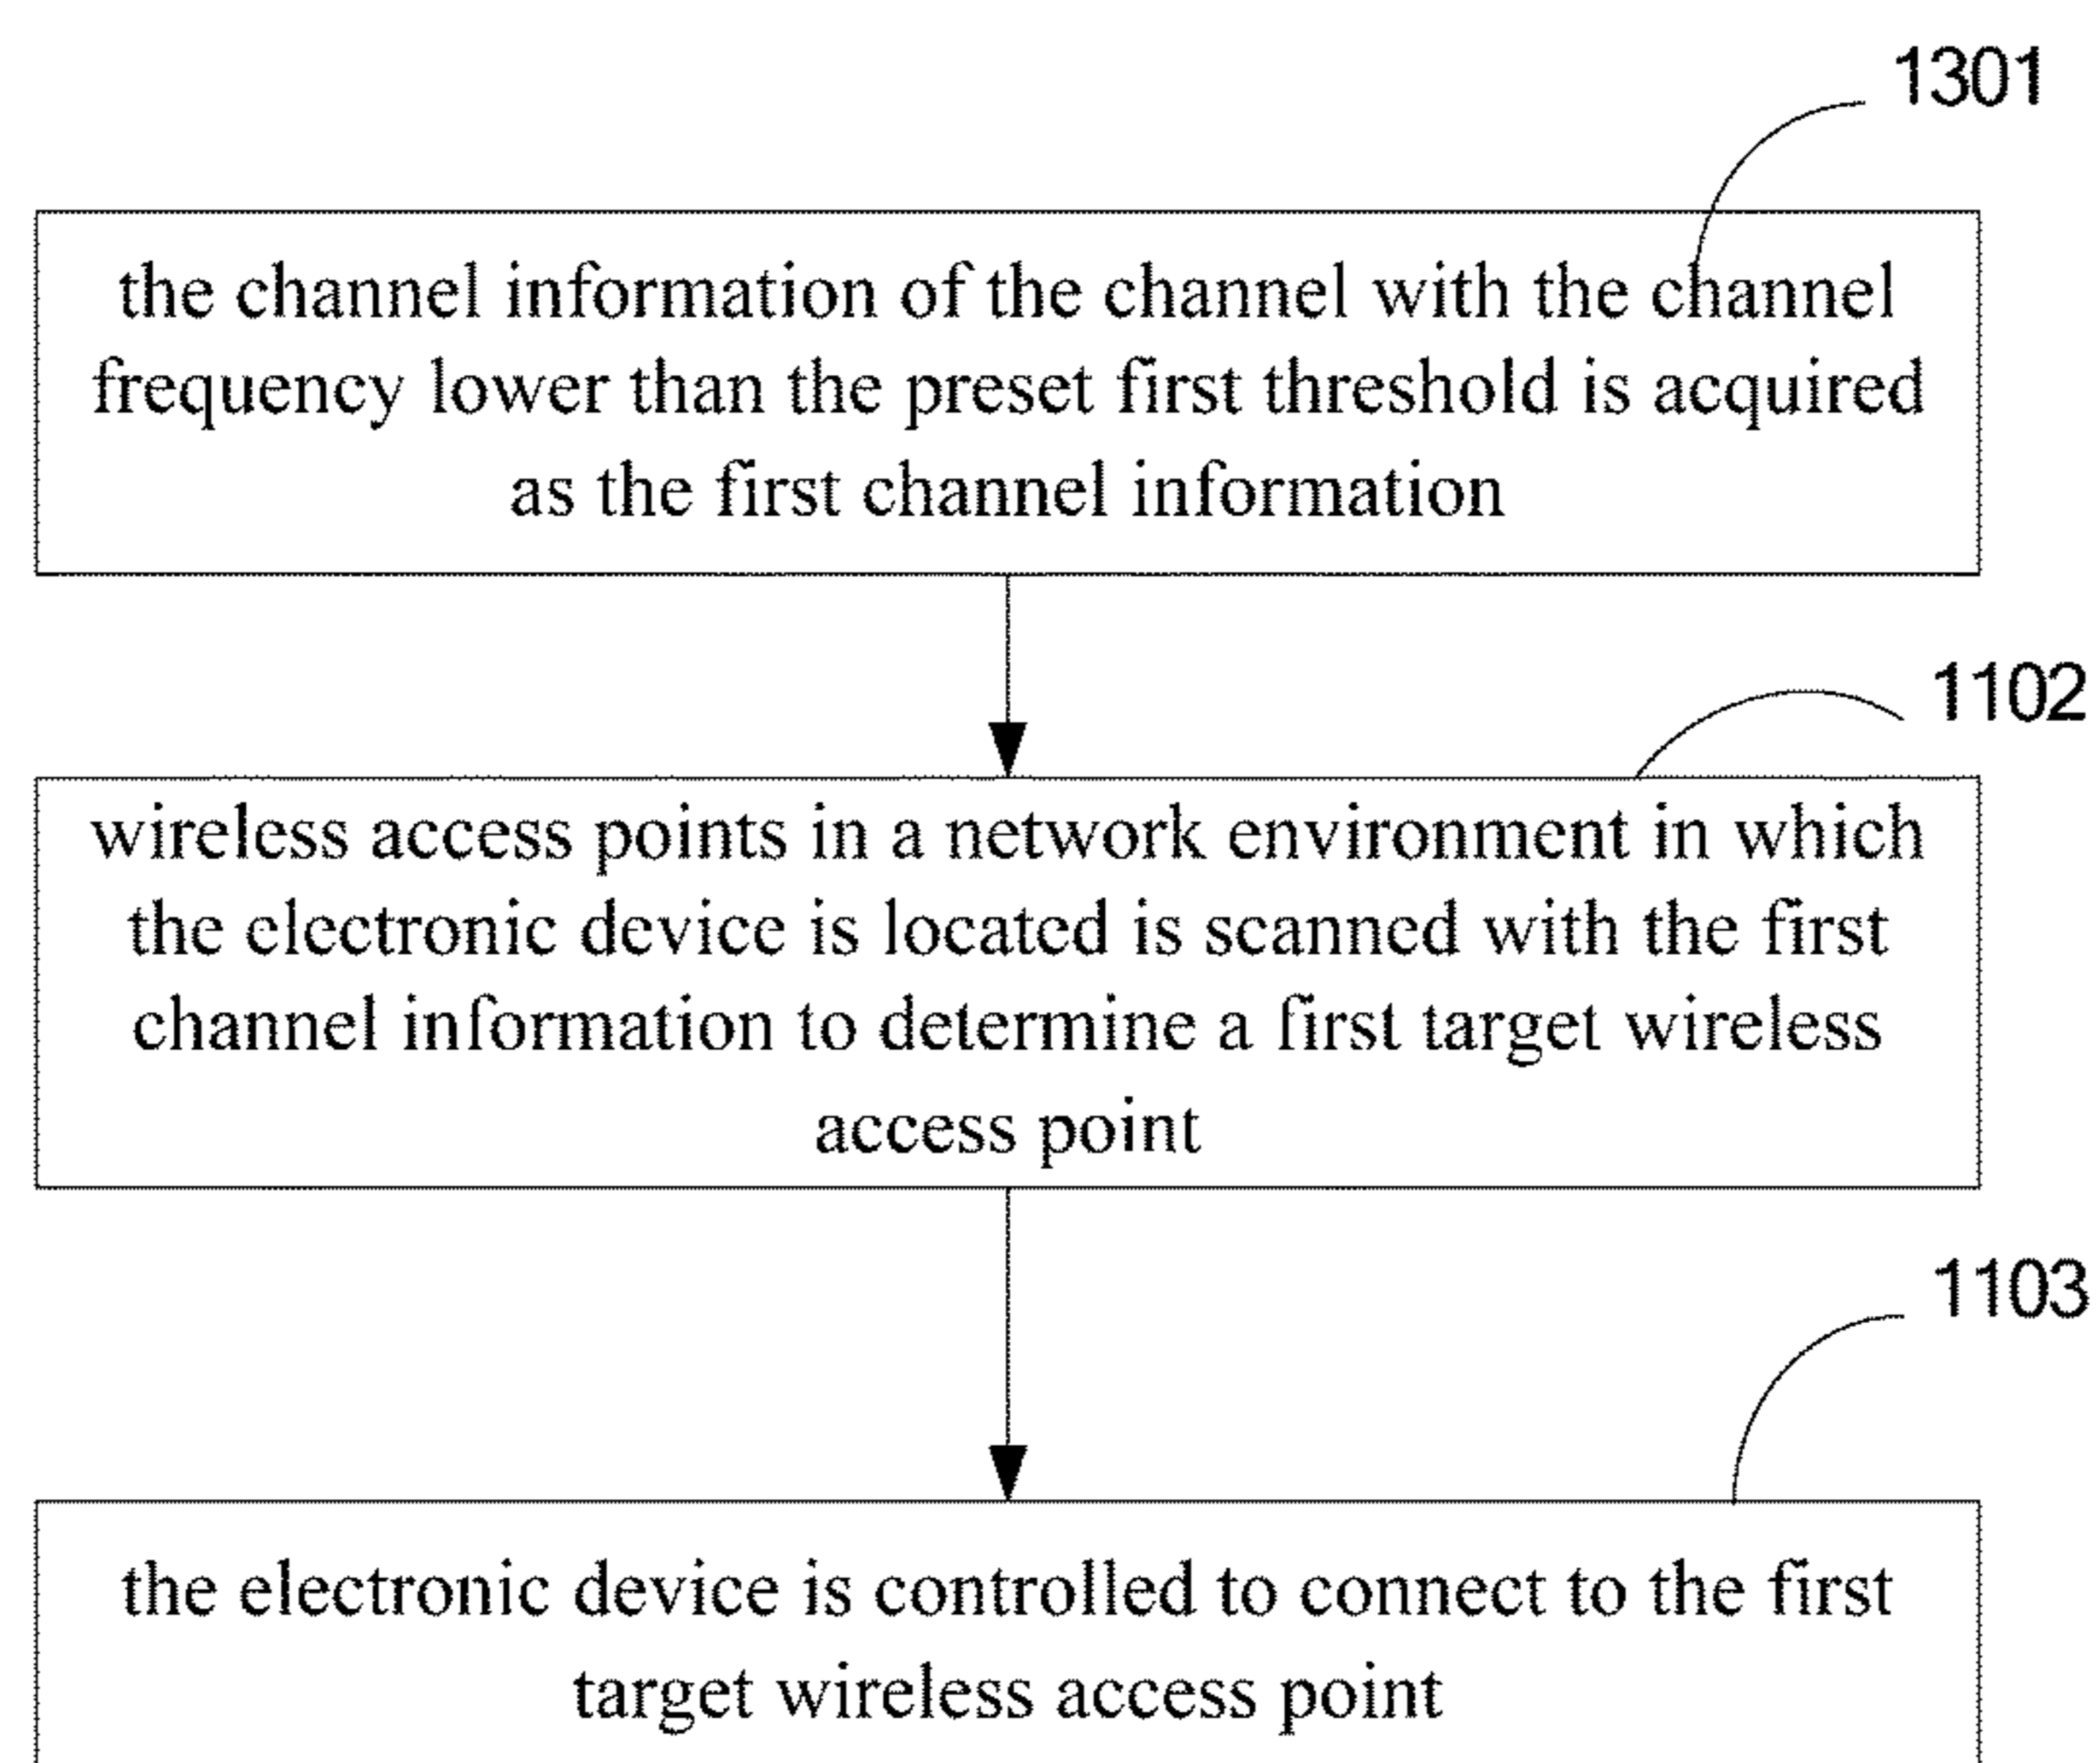 1301
the channel information of the channel with the channel
frequency lower than the preset first threshold is acquired
as the first channel information
1102
wireless access points in a network environment in which
the electronic device is located is scanned with the first
channel information to determine a first target wireless
access point
1103
the electronic device is controlled to connect to the first
target wireless access point